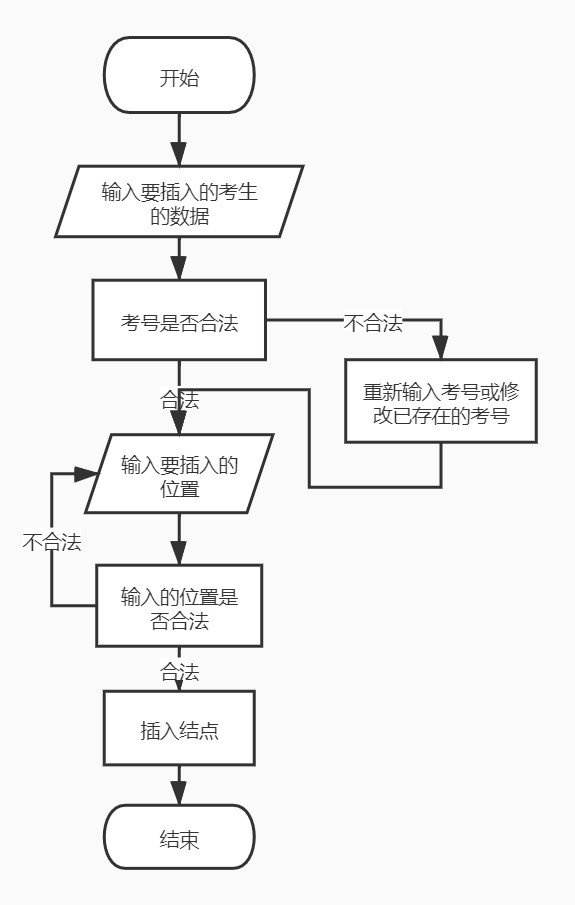 开始
输入要插入的考生
的数据
考号是否合法
不合法
重新输入考号或修
改已存在的考号
合法
输入要插入的
位置
不合法
输入的位置是
否合法
合法
插入结点
结束